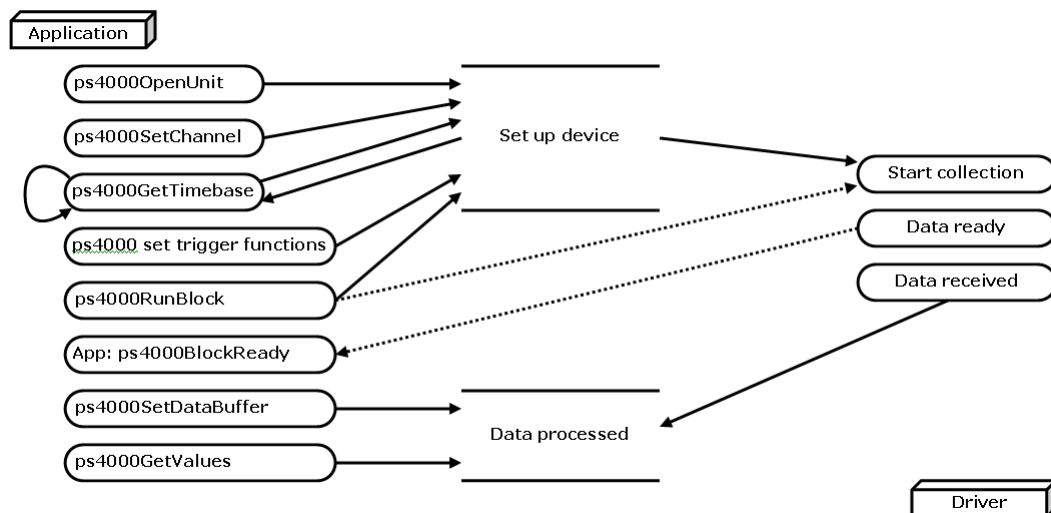 Application
ps4000OpenUnit
ps4000SetChannel
Set up device
ps4000GetTimebase
Start collection
ps4000 set trigger functions
Data ready
ps4000RunBlock
Data received
App: ps4000BlockReady
ps4000SetDataBuffer
Data processed
ps4000GetValues
Driver